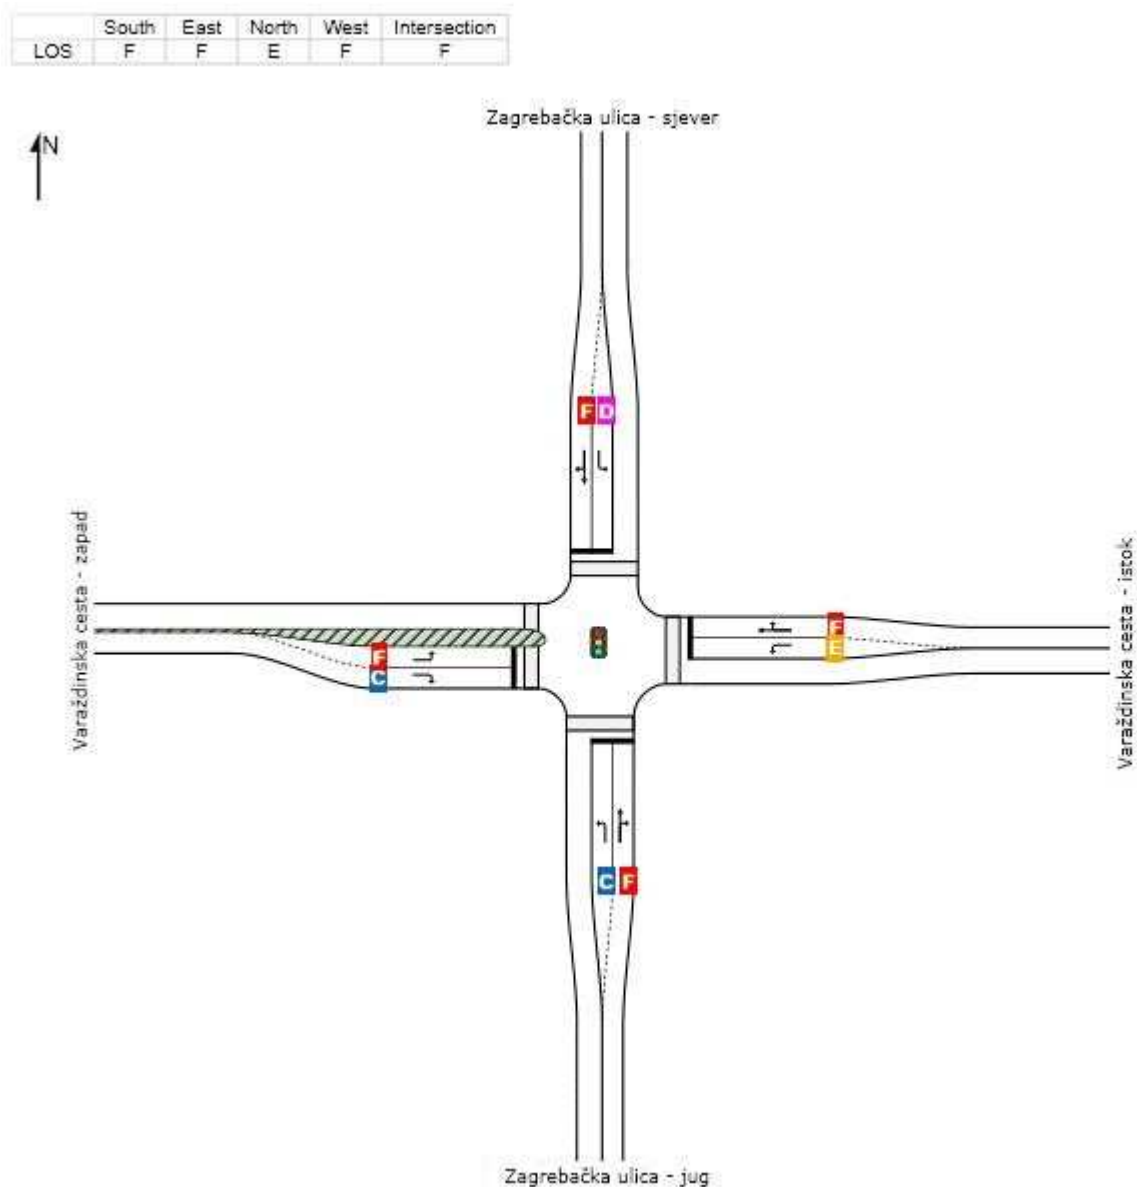 South East North West Intersection
LOS F F E F F
Zagrebačka ulica - sjever
N
F D
Varaždinska cesta - zapad
Varaždinska cesta - istok
F
F
E
C
C F
Zagrebačka ulica - jug